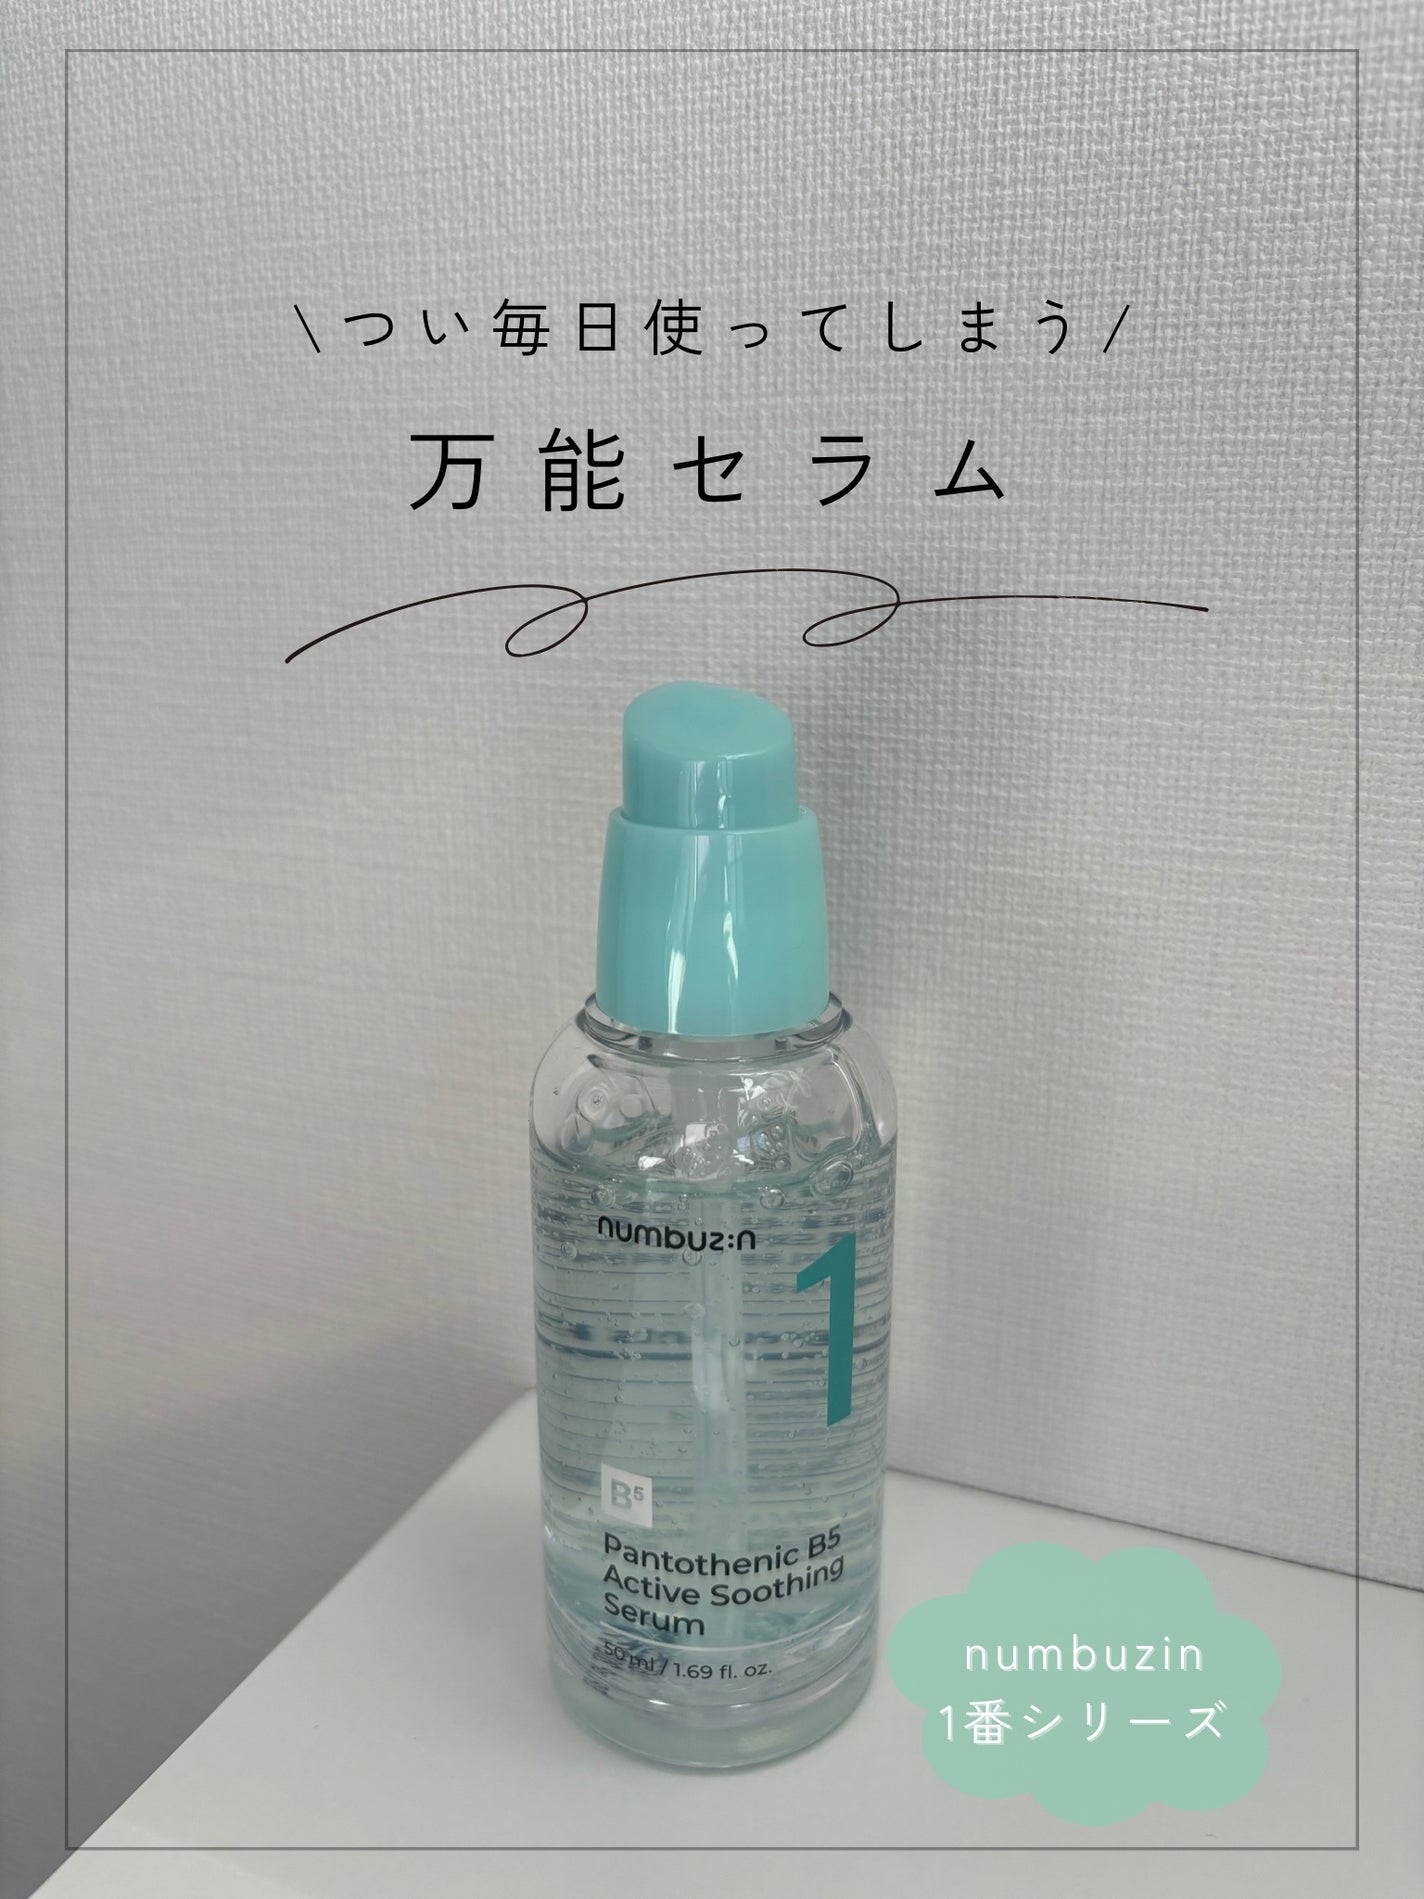 \つい毎日使ってしまう/
万能セラム
numbuz:n
1
B5
Pantothenic B5
Active Soothing
Serum
50 ml / 1.69 fl. oz.
numbuzin
1番シリーズ